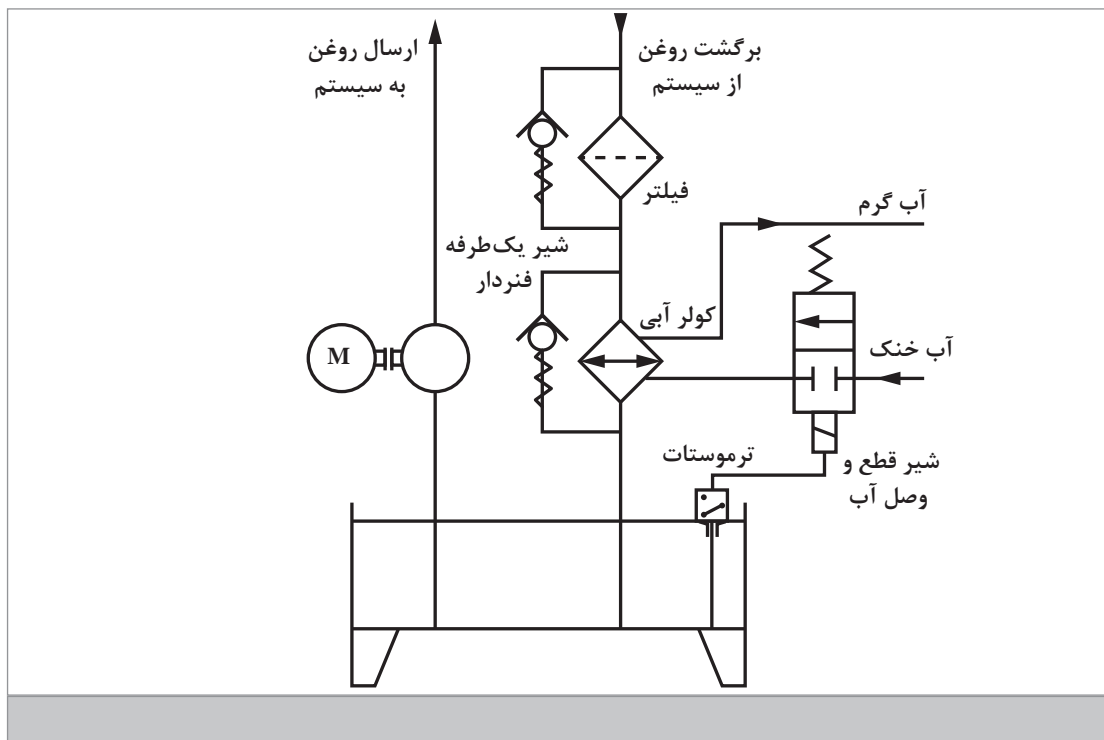 برگشت روغن
از سیستم
ارسال روغن
به سیستم
فیلتر
آب گرم
شیر یک‌طرفه
فنردار
کولر آبی
آب خنک
M
ترموستات
شیر قطع و
وصل آب